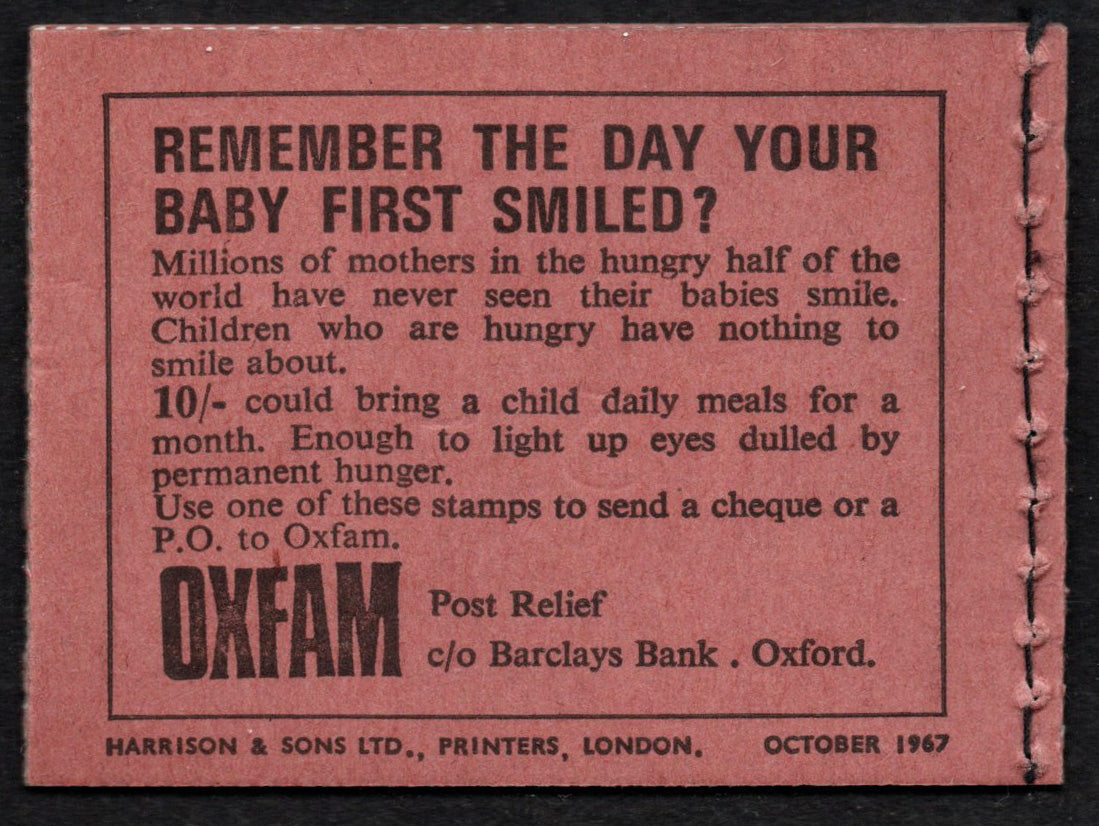 REMEMBER THE DAY YOUR
BABY FIRST SMILED?
Millions of mothers in the hungry half of the
world have never seen their babies smile.
Children who are hungry have nothing to
smile about.
10/- could bring a child daily meals for a
month. Enough to light up eyes dulled by
permanent hunger.
Use one of these stamps to send a cheque or a
P.O. to Oxfam.
OXFAM
Post Relief
c/o Barclays Bank . Oxford.
HARRISON & SONS LTD., PRINTERS, LONDON. OCTOBER 1967